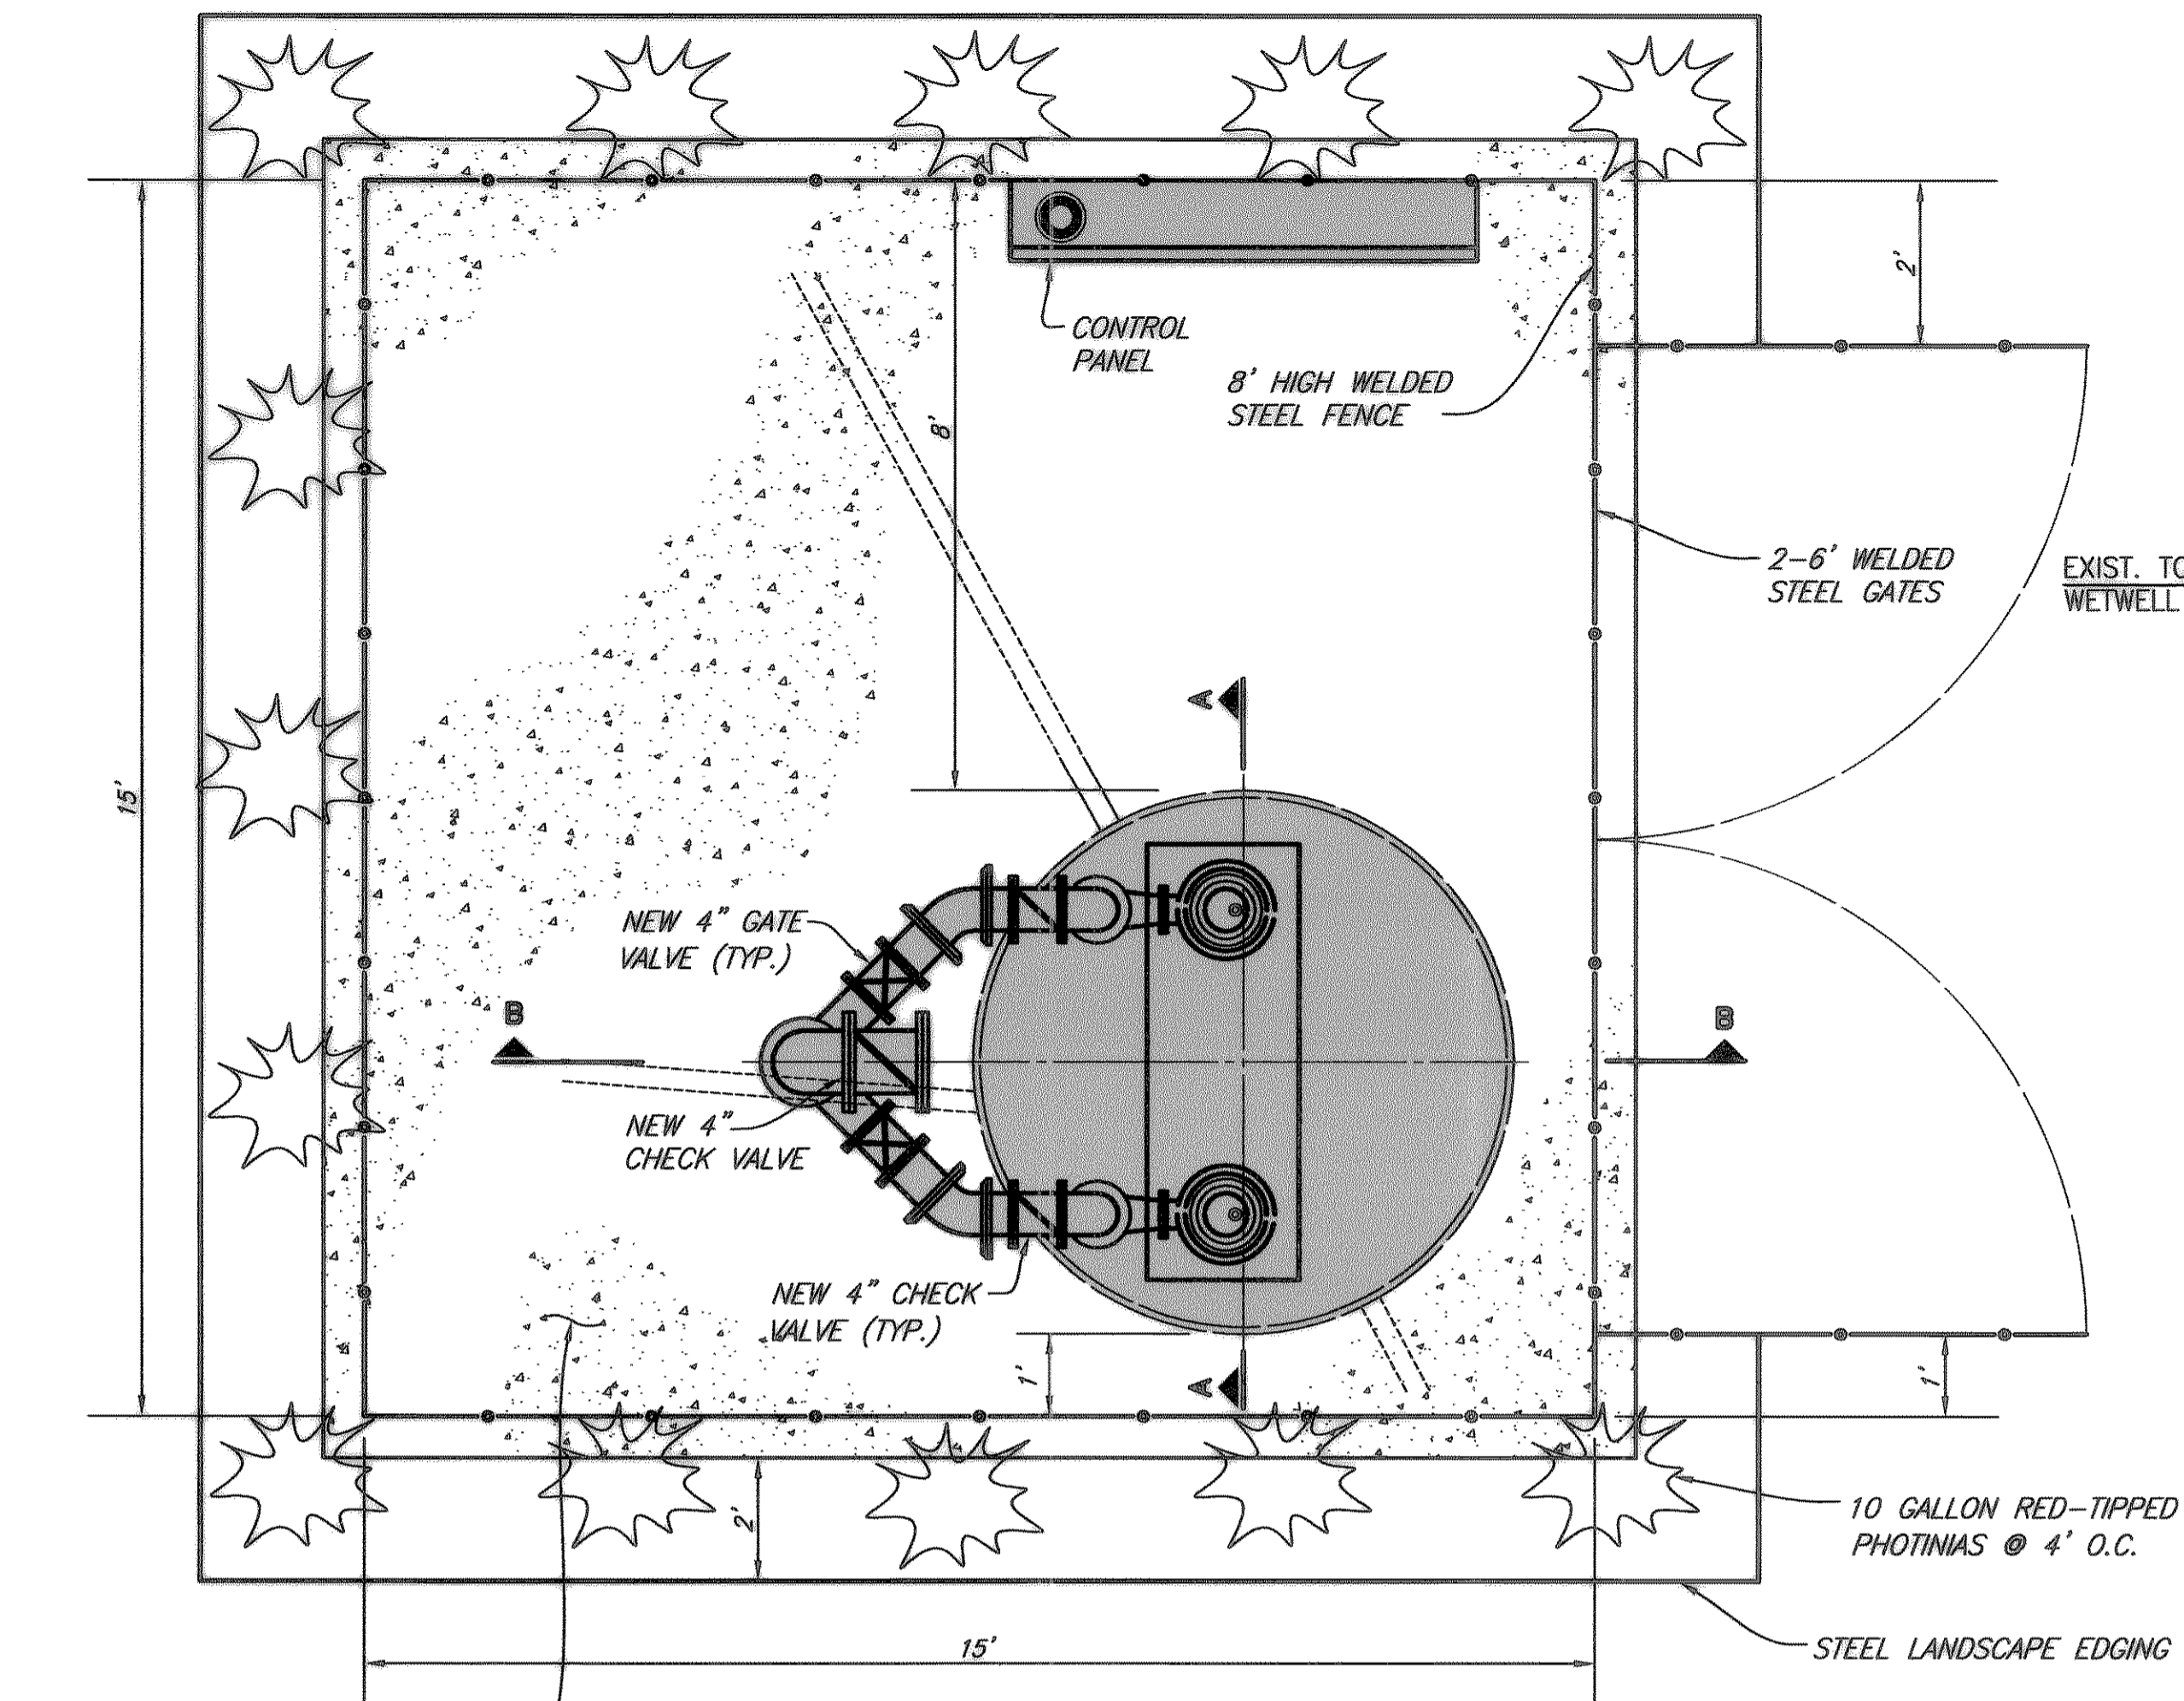 2'
CONTROL
PANEL
8' HIGH WELDED
STEEL FENCE
8'
2-6' WELDED
STEEL GATES
EXIST. TO
WETWELL
A
15'
NEW 4" GATE
VALVE (TYP.)
B
B
NEW 4"
CHECK VALVE
NEW 4" CHECK
VALVE (TYP.)
1'
A
1'
2'
10 GALLON RED-TIPPED
PHOTINIAS @ 4' O.C.
15'
STEEL LANDSCAPE EDGING